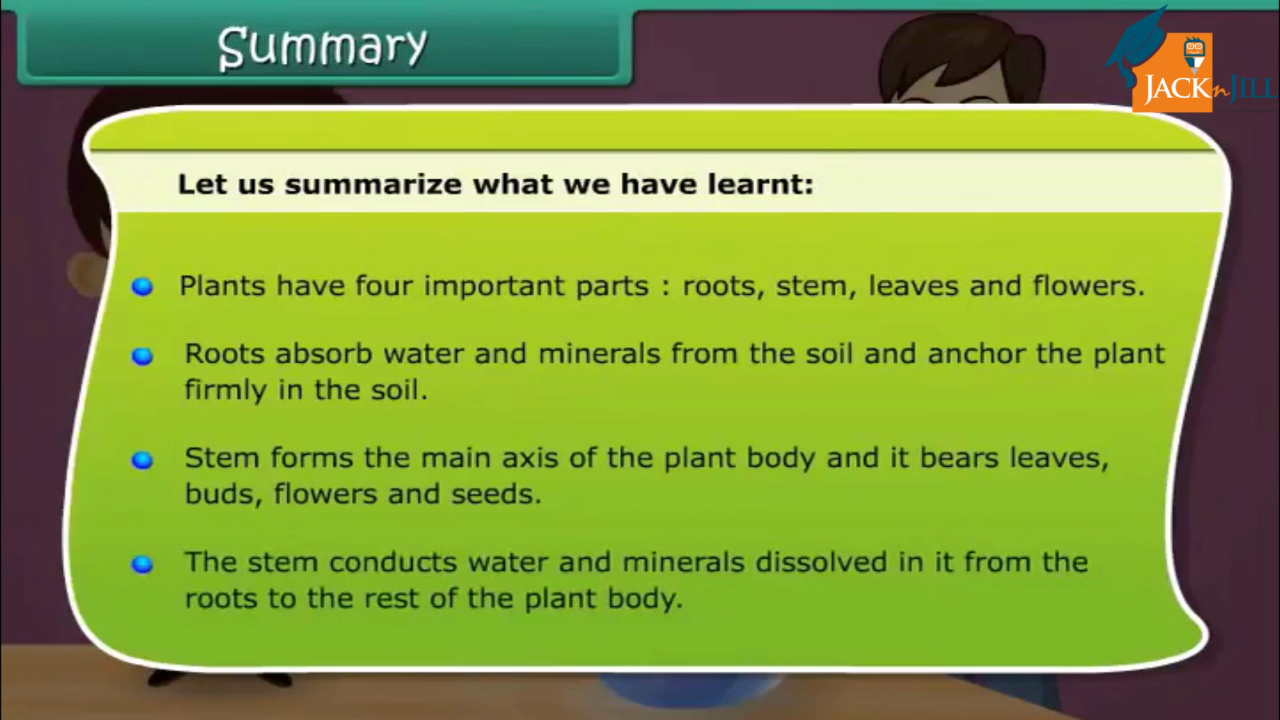 Summary
JACKnJILL
Let us summarize what we have learnt:
Plants have four important parts : roots, stem, leaves and flowers.
Roots absorb water and minerals from the soil and anchor the plant
firmly in the soil.
Stem forms the main axis of the plant body and it bears leaves,
buds, flowers and seeds.
The stem conducts water and minerals dissolved in it from the
roots to the rest of the plant body.